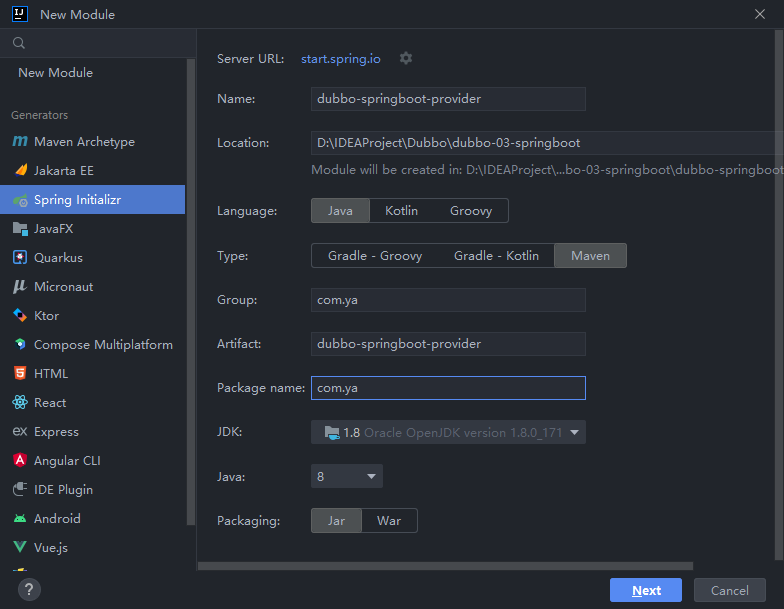 New Module
New Module
Generators
Maven Archetype
Jakarta EE
Spring Initializr
JavaFX
Quarkus
Micronaut
Ktor
Compose Multiplatform
HTML
React
Express
Angular CLI
IDE Plugin
Android
Vue.js
Server URL: start.spring.io
Name: dubbo-springboot-provider
Location: D:\IDEAProject\Dubbo\dubbo-03-springboot
Module will be created in: D:\IDEAProject\...bo-03-springboot\dubbo-springboot
Language: Java Kotlin Groovy
Type: Gradle - Groovy Gradle - Kotlin Maven
Group: com.ya
Artifact: dubbo-springboot-provider
Package name: com.ya
JDK: 1.8 Oracle OpenJDK version 1.8.0_171
Java: 8
Packaging: Jar War
? Next Cancel